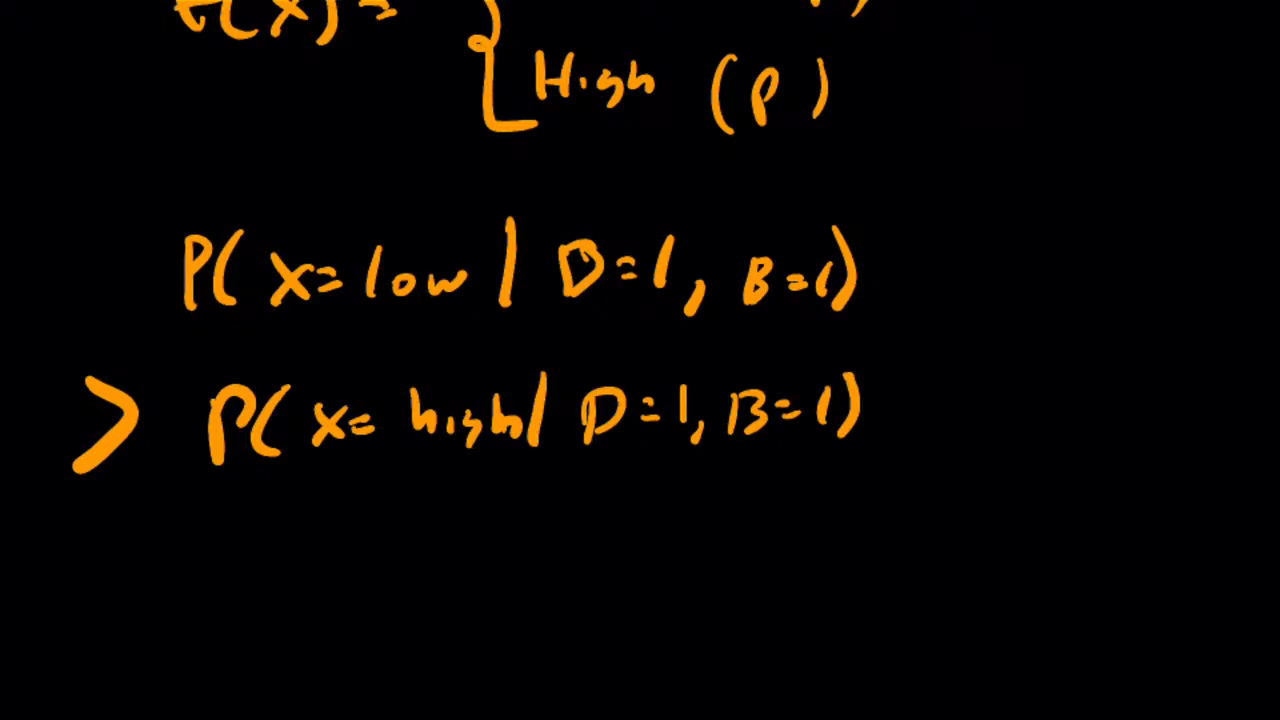 (X) =
High (P)
P( X = low | D = 1, B = 1)
> P( X = high | D = 1, B = 1)